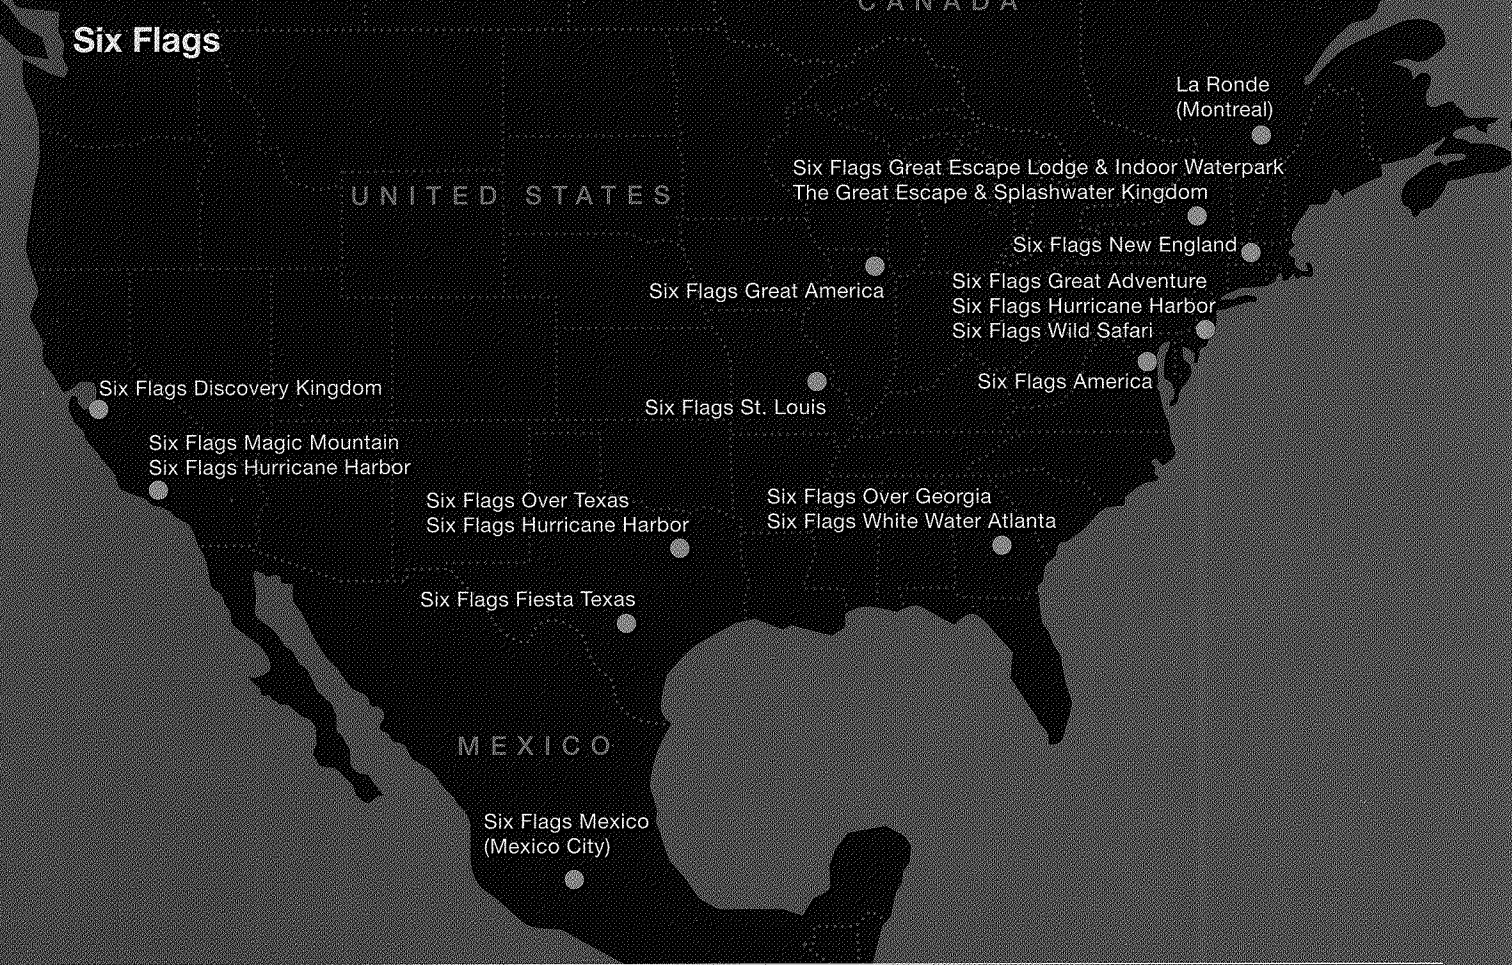 CANADA
Six Flags
La Ronde
(Montreal)
Six Flags Great Escape Lodge & Indoor Waterpark
The Great Escape & Splashwater Kingdom
UNITED STATES
Six Flags New England
Six Flags Great America
Six Flags Great Adventure
Six Flags Hurricane Harbor
Six Flags Wild Safari
Six Flags America
Six Flags Discovery Kingdom
Six Flags St. Louis
Six Flags Magic Mountain
Six Flags Hurricane Harbor
Six Flags Over Texas
Six Flags Hurricane Harbor
Six Flags Over Georgia
Six Flags White Water Atlanta
Six Flags Fiesta Texas
MEXICO
Six Flags Mexico
(Mexico City)